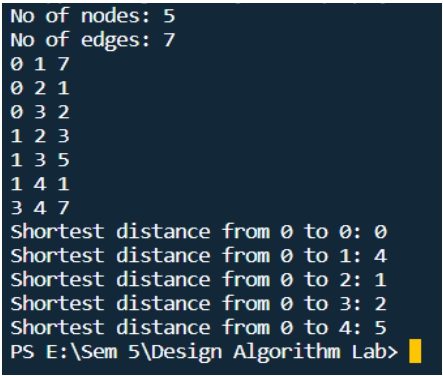 No of nodes: 5
No of edges: 7
0 1 7
0 2 1
0 3 2
1 2 3
1 3 5
1 4 1
3 4 7
Shortest distance from 0 to 0: 0
Shortest distance from 0 to 1: 4
Shortest distance from 0 to 2: 1
Shortest distance from 0 to 3: 2
Shortest distance from 0 to 4: 5
PS E:\Sem 5\Design Algorithm Lab>